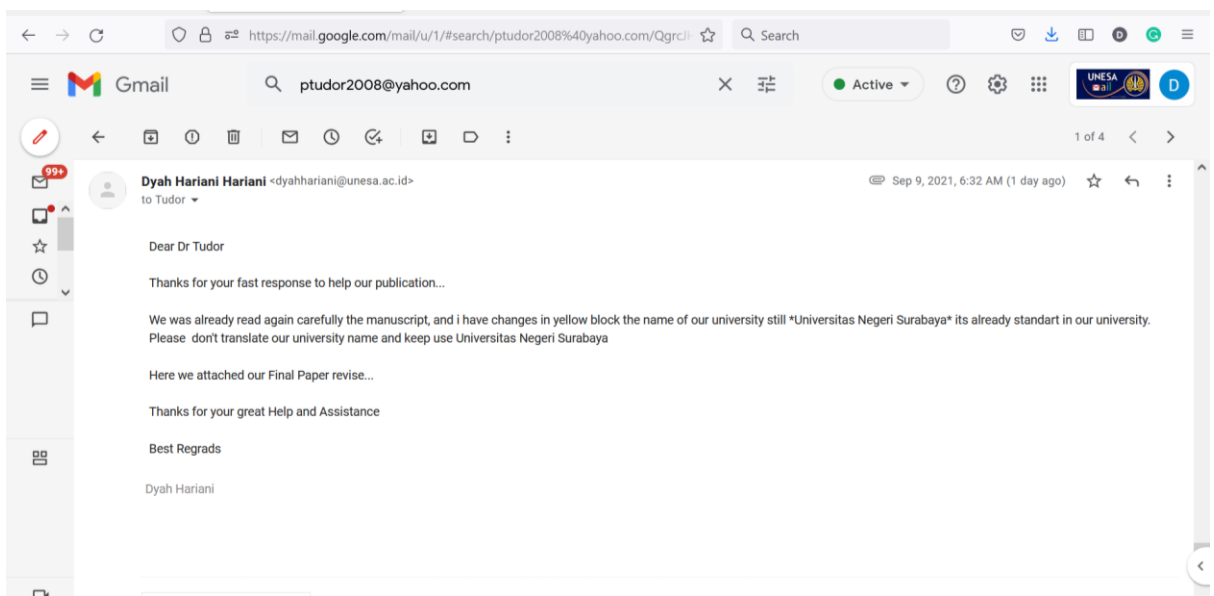 https://mail.google.com/mail/u/1/#search/ptudor2008%40yahoo.com/
Search
Gmail
ptudor2008@yahoo.com
Active
UNESA
mail
D
1 of 4
99+
Dyah Hariani Hariani <dyahhariani@unesa.ac.id>
Sep 9, 2021, 6:32 AM (1 day ago)
to Tudor
Dear Dr Tudor
Thanks for your fast response to help our publication...
We was already read again carefully the manuscript, and i have changes in yellow block the name of our university still *Universitas Negeri Surabaya* its already standart in our university.
Please don't translate our university name and keep use Universitas Negeri Surabaya
Here we attached our Final Paper revise...
Thanks for your great Help and Assistance
Best Regrads
Dyah Hariani